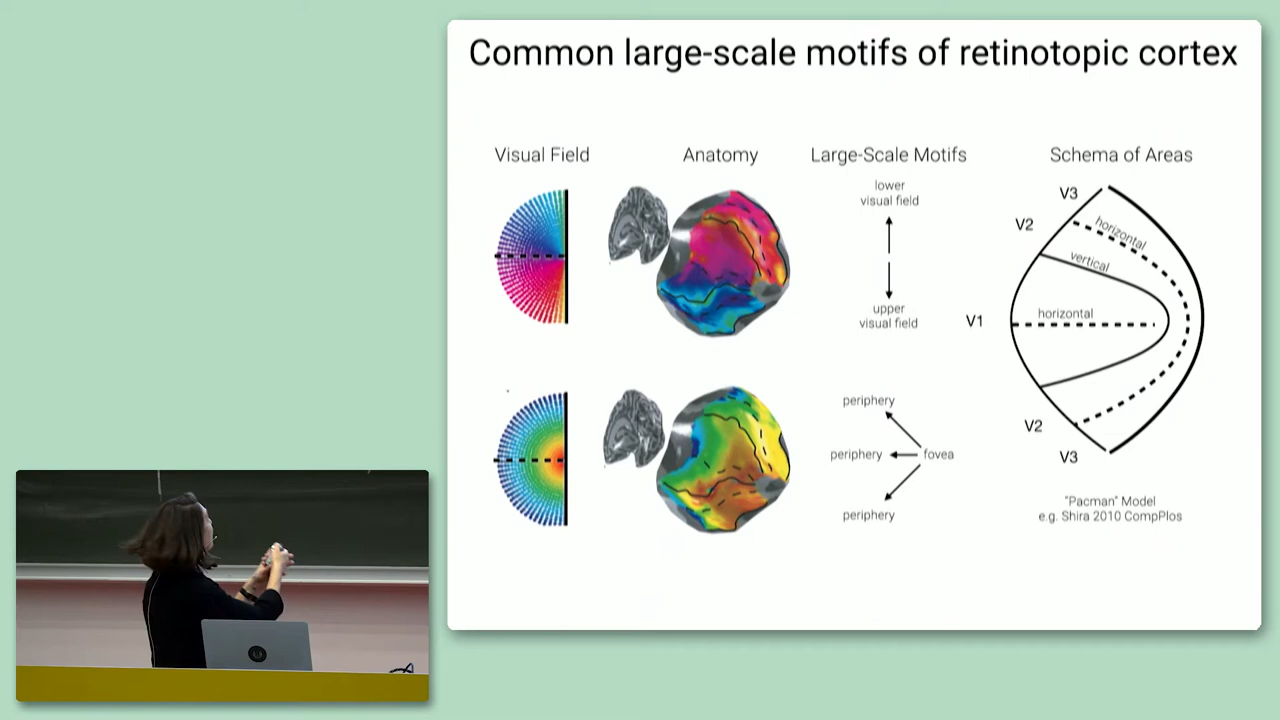 Common large-scale motifs of retinotopic cortex
Visual Field
Anatomy
Large-Scale Motifs
Schema of Areas
lower
visual field
upper
visual field
V3
V2
horizontal
vertical
V1
horizontal
V2
V3
periphery
periphery
fovea
periphery
"Pacman" Model
e.g. Shira 2010 CompPlos